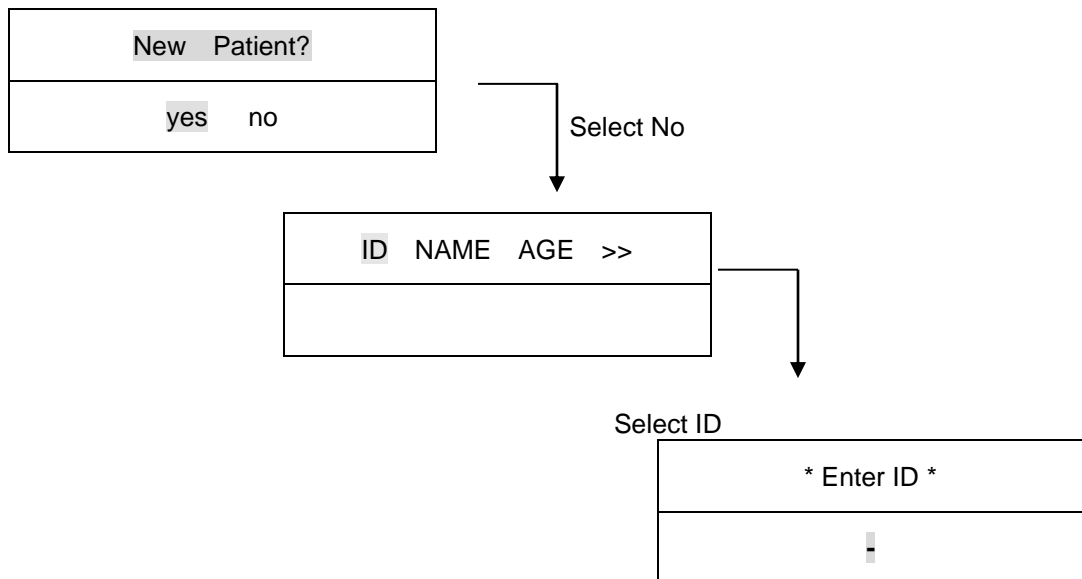 New Patient?
yes no
Select No
ID NAME AGE >>
Select ID
* Enter ID *
-